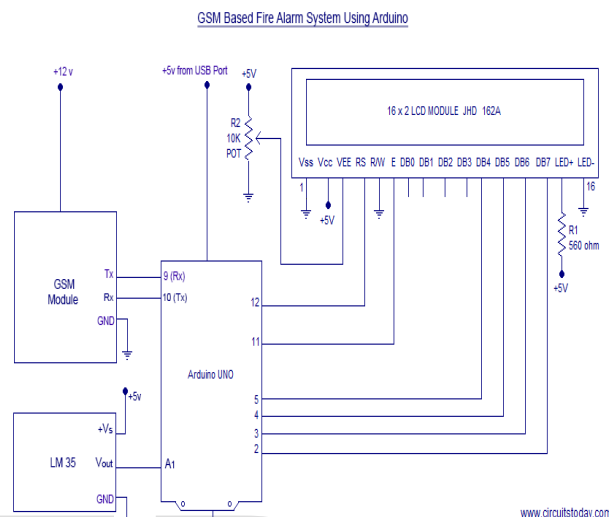 GSM Based Fire Alarm System Using Arduino
+12 v
+5v from USB Port
+5V
R2
10K
POT
16 x 2 LCD MODULE JHD 162A
Vss Vcc VEE RS R/W E DB0 DB1 DB2 DB3 DB4 DB5 DB6 DB7 LED+ LED-
1
16
+5V
R1
560 ohm
+5V
GSM
Module
Tx
Rx
GND
9 (Rx)
10 (Tx)
12
11
Arduino UNO
5
4
3
2
A1
+5v
LM 35
+Vs
Vout
GND
www.circuitstoday.com